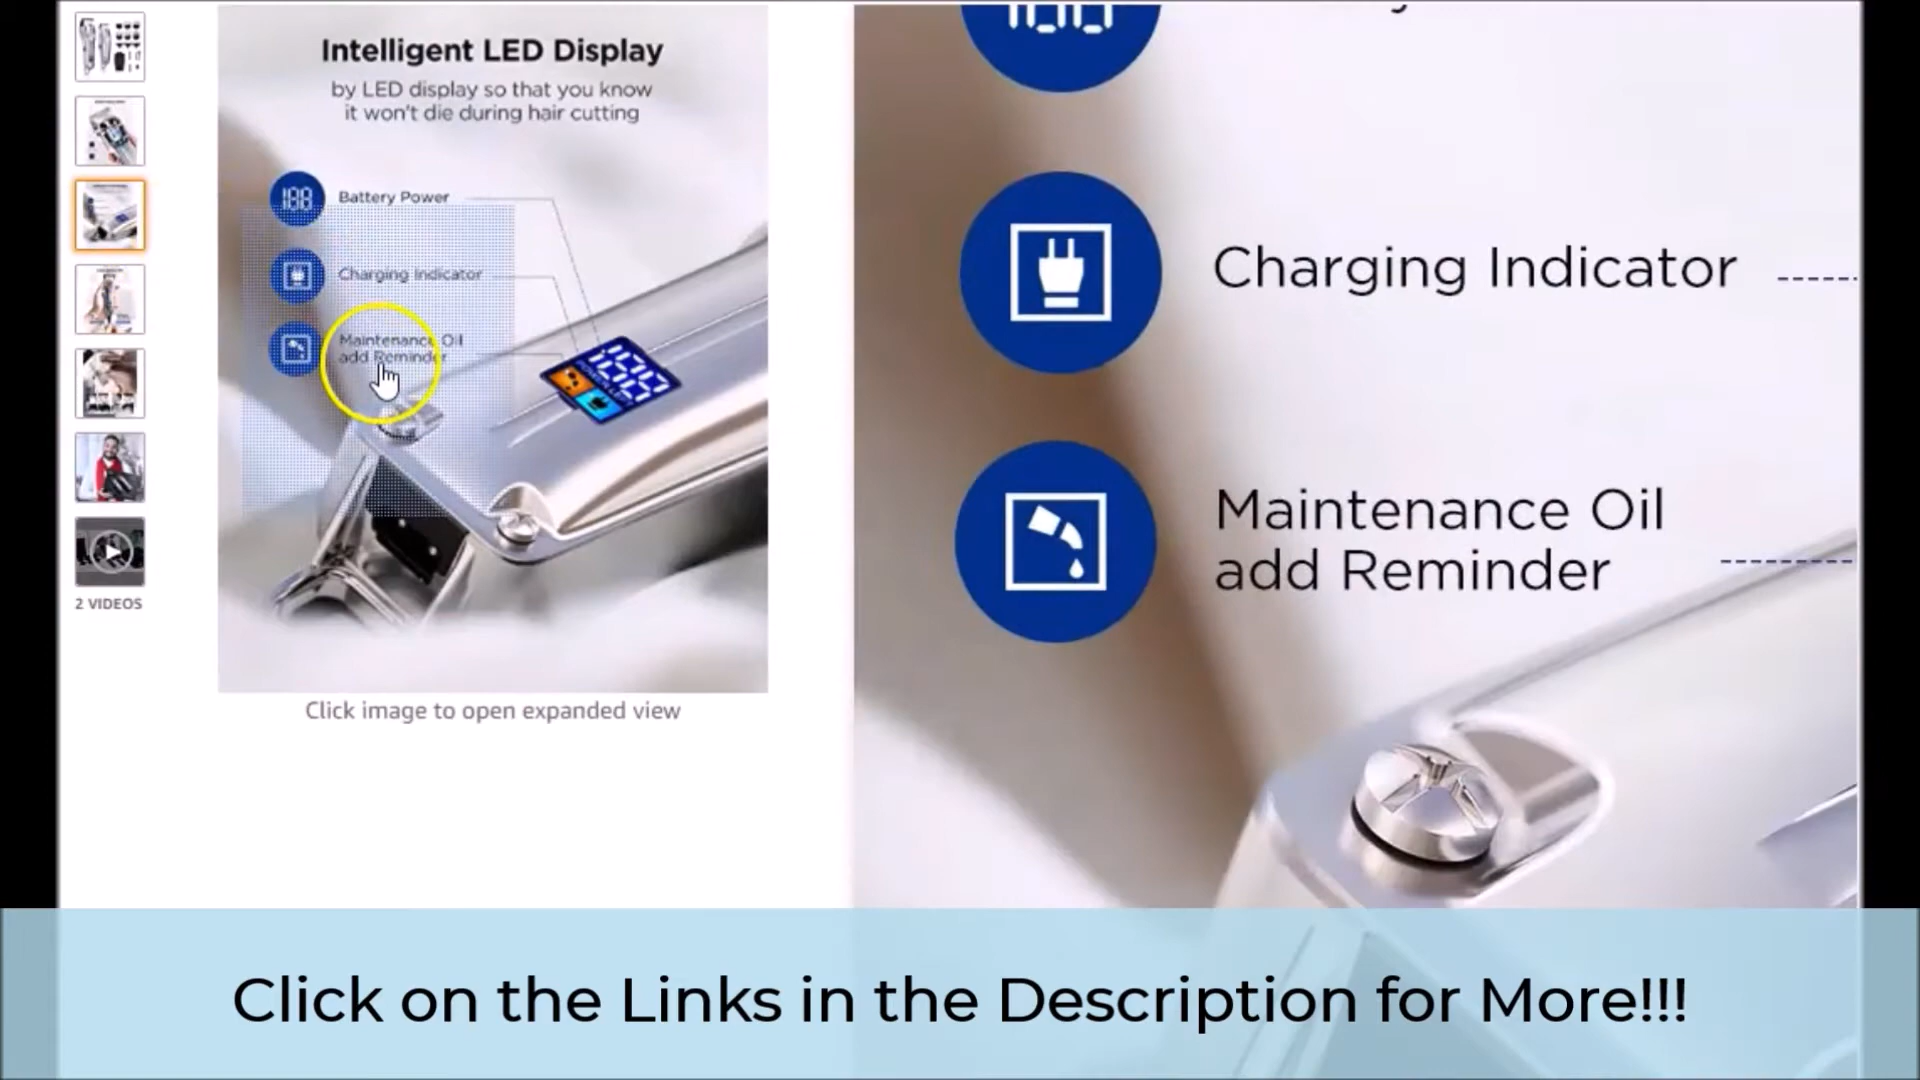 Intelligent LED Display
by LED display so that you know
it won't die during hair cutting
188
Battery Power
Charging Indicator
Maintenance Oil
add Reminder
188
2 VIDEOS
Click image to open expanded view
Charging Indicator
Maintenance Oil
add Reminder
Click on the Links in the Description for More!!!